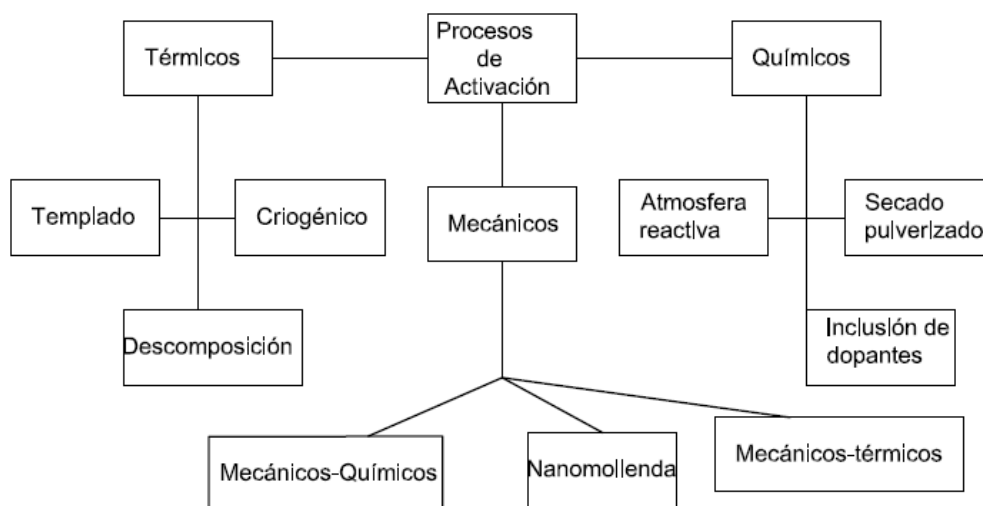 Térmicos
Procesos
de
Activación
Químicos
Templado
Criogénico
Mecánicos
Atmosfera
reactiva
Secado
pulverizado
Descomposición
Inclusión de
dopantes
Mecánicos-Químicos
Nanomollenda
Mecánicos-térmicos